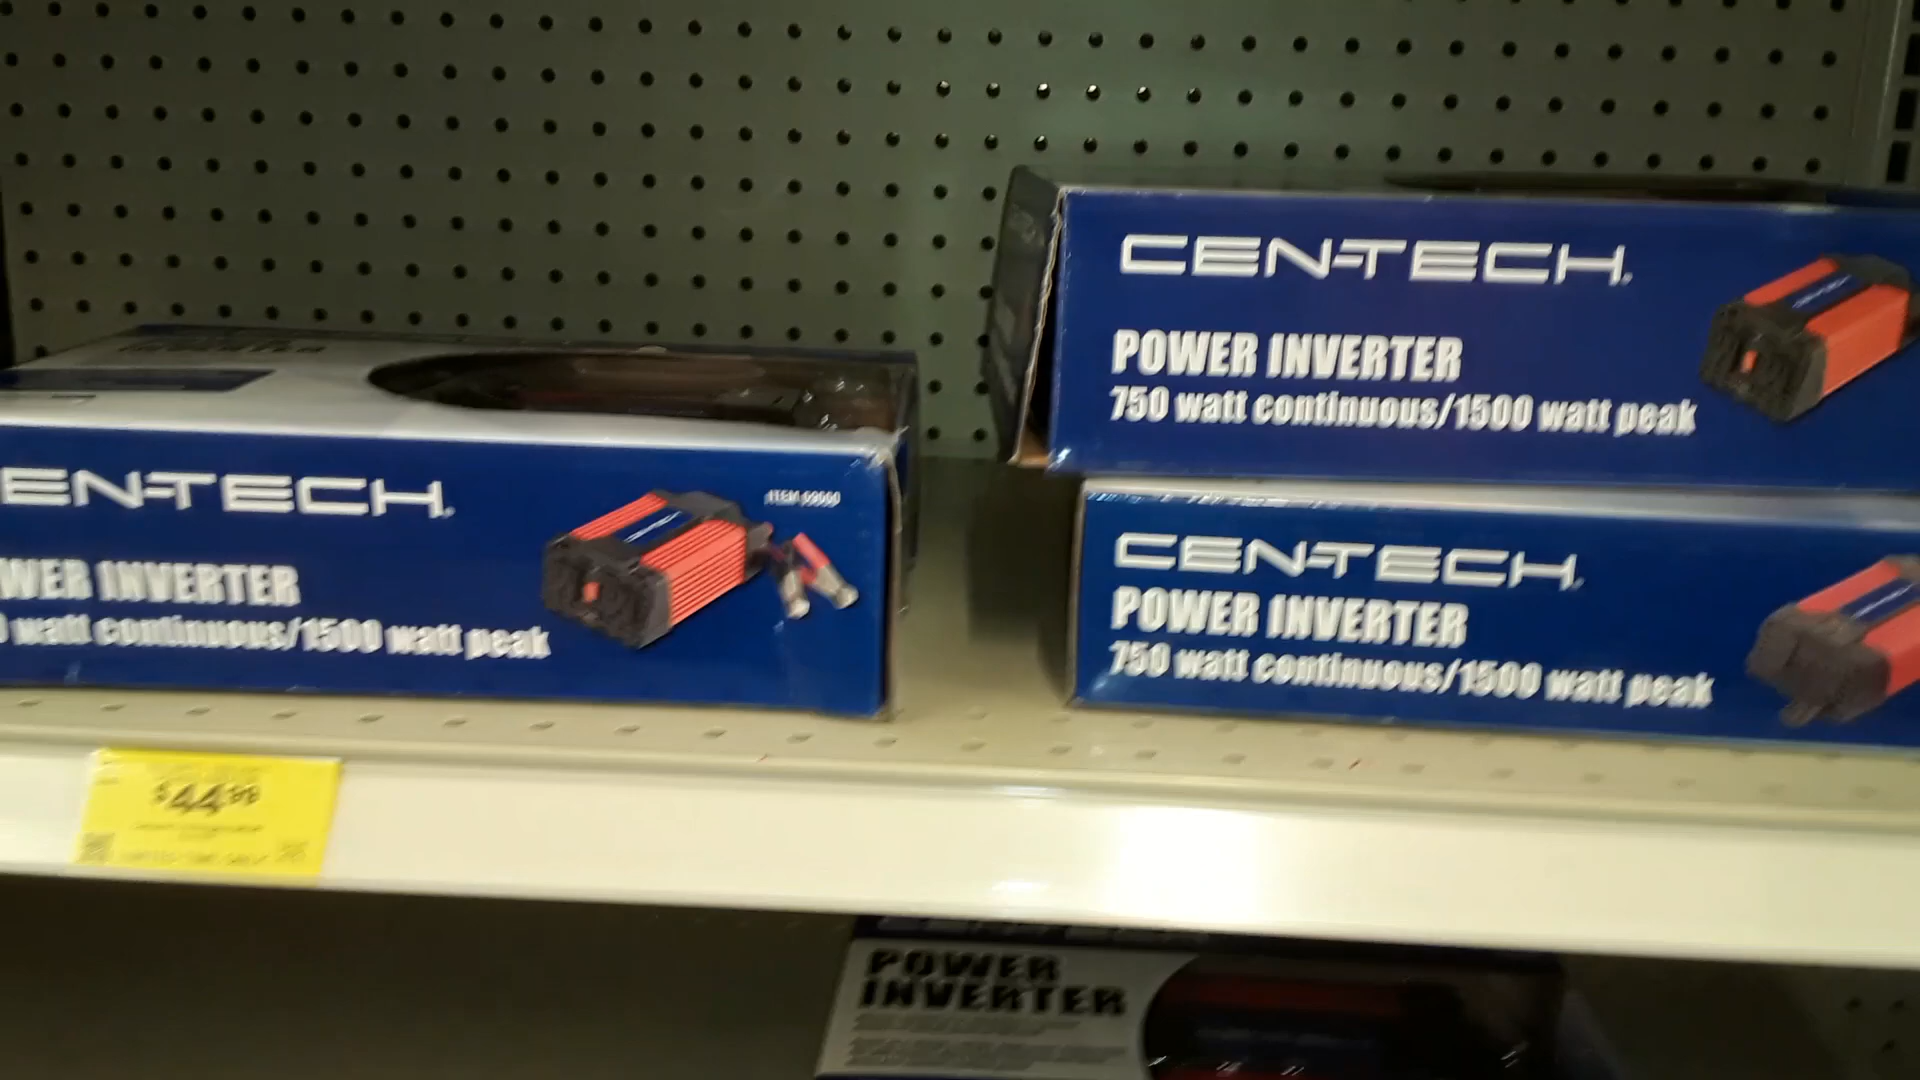 CEN-TECH
POWER INVERTER
750 watt continuous/1500 watt peak
EN-TECH
WER INVERTER
0 watt continuous/1500 watt peak
CEN-TECH
POWER INVERTER
750 watt continuous/1500 watt peak
$44.99
POWER
INVERTER